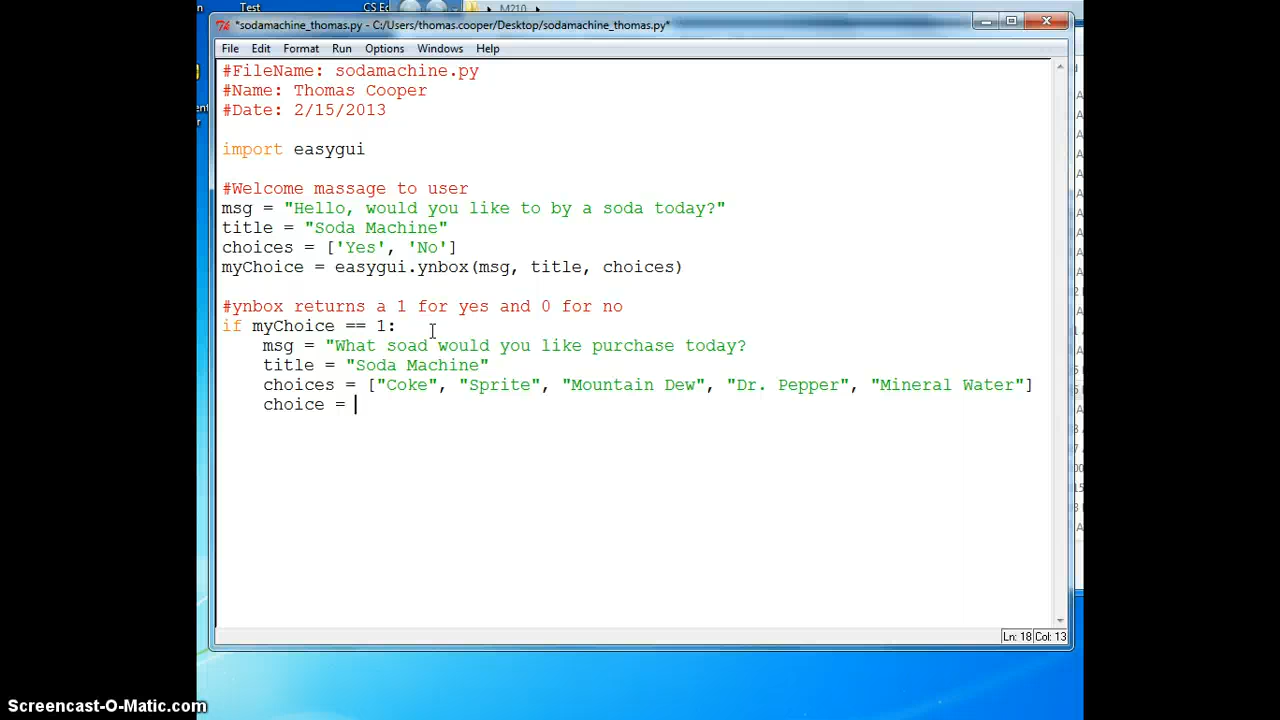 Test
CS Ec
M210
*sodamachine_thomas.py - C:/Users/thomas.cooper/Desktop/sodamachine_thomas.py*
File Edit Format Run Options Windows Help
#FileName: sodamachine.py
#Name: Thomas Cooper
#Date: 2/15/2013
import easygui
#Welcome massage to user
msg = "Hello, would you like to by a soda today?"
title = "Soda Machine"
choices = ['Yes', 'No']
myChoice = easygui.ynbox(msg, title, choices)
#ynbox returns a 1 for yes and 0 for no
if myChoice == 1:
    msg = "What soad would you like purchase today?
    title = "Soda Machine"
    choices = ["Coke", "Sprite", "Mountain Dew", "Dr. Pepper", "Mineral Water"]
    choice =
Ln: 18 Col: 13
Screencast-O-Matic.com